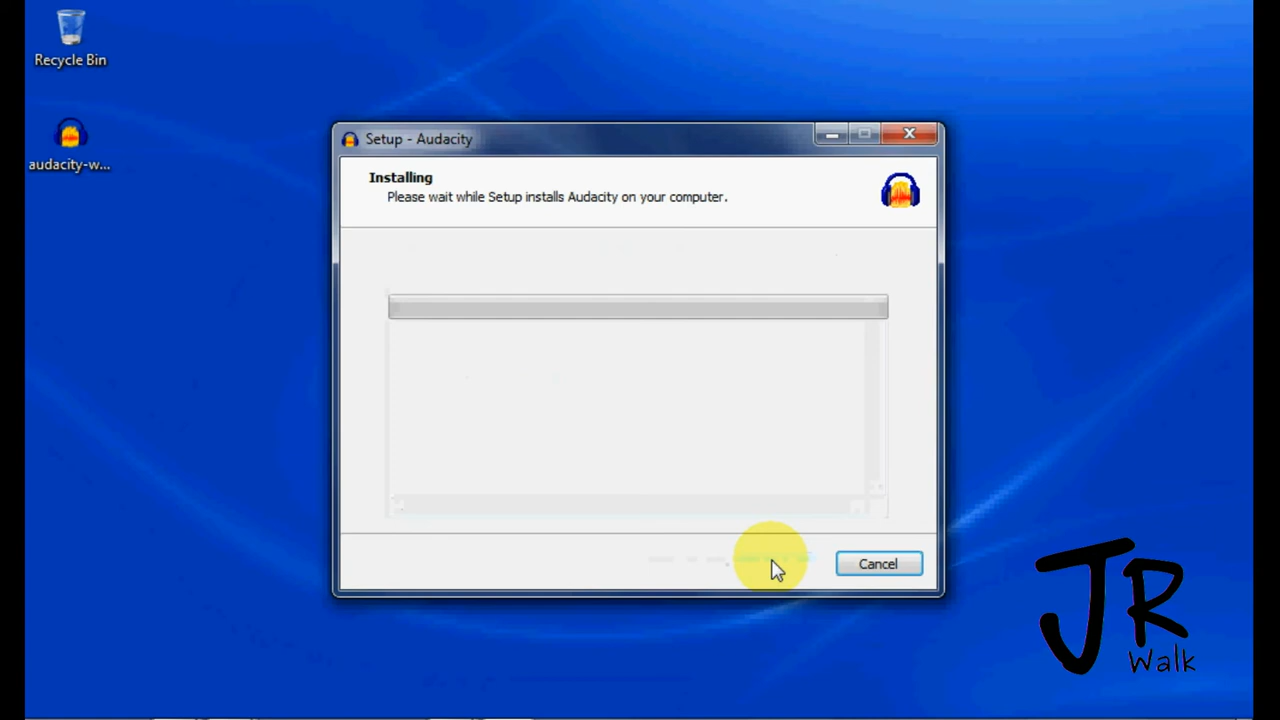 Recycle Bin
audacity-w...
Setup - Audacity
Installing
Please wait while Setup installs Audacity on your computer.
Cancel
JR
Walk